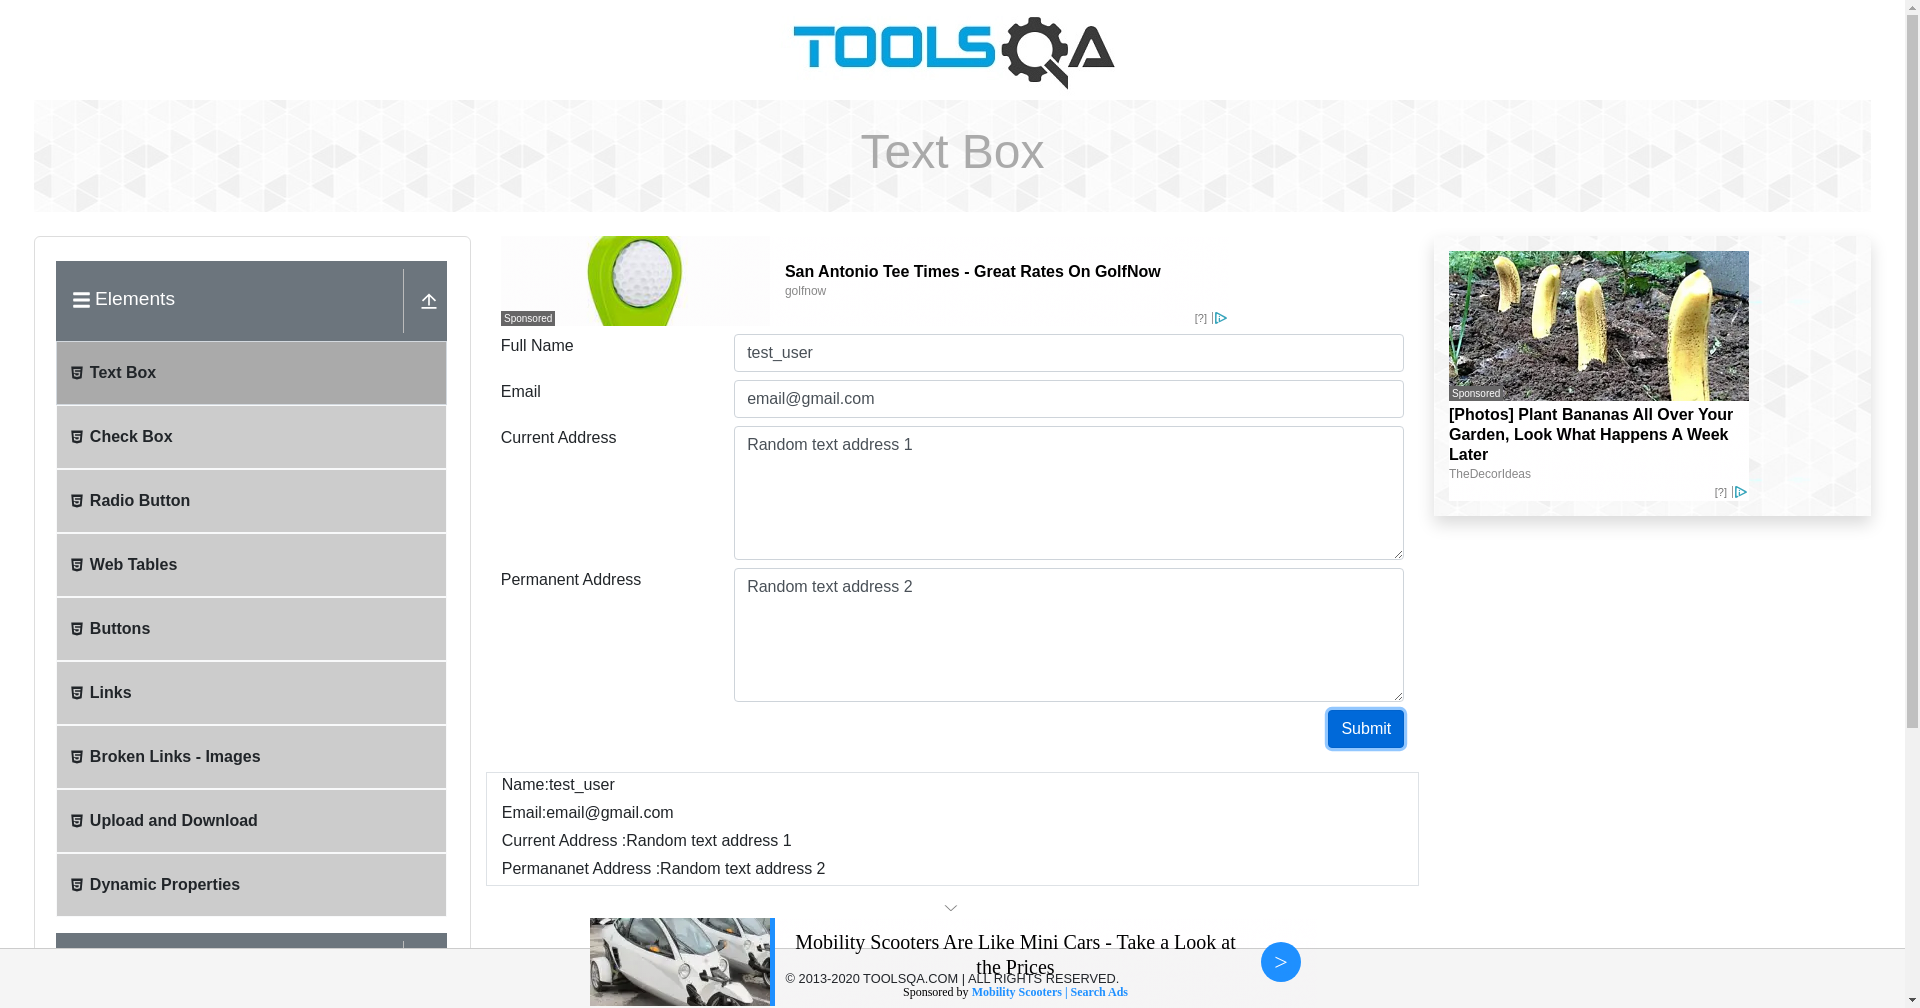 TOOLSQA
Text Box
Elements
Text Box
Check Box
Radio Button
Web Tables
Buttons
Links
Broken Links - Images
Upload and Download
Dynamic Properties
Sponsored
San Antonio Tee Times - Great Rates On GolfNow
golfnow
[?]
Full Name
test_user
Email
email@gmail.com
Current Address
Random text address 1
Permanent Address
Random text address 2
Submit
Name:test_user
Email:email@gmail.com
Current Address :Random text address 1
Permananet Address :Random text address 2
Sponsored
[Photos] Plant Bananas All Over Your
Garden, Look What Happens A Week
Later
TheDecorIdeas
[?]
Mobility Scooters Are Like Mini Cars - Take a Look at
the Prices
>
© 2013-2020 TOOLSQA.COM | ALL RIGHTS RESERVED.
Sponsored by Mobility Scooters | Search Ads